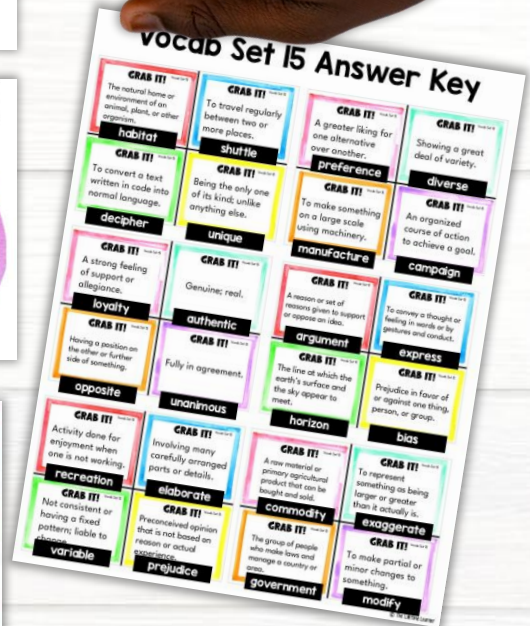 Vocab Set 15 Answer Key
GRAB IT!
The natural home or
environment of an
animal, plant, or other
organism.
habitat
GRAB IT!
To travel regularly
between two or
more places.
shuttle
GRAB IT!
A greater liking for
one alternative
over another.
preference
GRAB IT!
Showing a great
deal of variety.
diverse
GRAB IT!
To convert a text
written in code into
normal language.
decipher
GRAB IT!
Being the only one
of its kind; unlike
anything else.
unique
GRAB IT!
To make something
on a large scale
using machinery.
manufacture
GRAB IT!
An organized
course of action
to achieve a goal.
campaign
GRAB IT!
A strong feeling
of support or
allegiance.
loyalty
GRAB IT!
Genuine; real.
authentic
GRAB IT!
A reason or set of
reasons given to support
or oppose an idea.
argument
GRAB IT!
To convey a thought or
feeling in words or by
gestures and conduct.
express
GRAB IT!
Having a position on
the other or further
side of something.
opposite
GRAB IT!
Fully in agreement.
unanimous
GRAB IT!
The line at which the
earth's surface and
the sky appear to
meet.
horizon
GRAB IT!
Prejudice in favor of
or against one thing,
person, or group.
bias
GRAB IT!
Activity done for
enjoyment when
one is not working.
recreation
GRAB IT!
Involving many
carefully arranged
parts or details.
elaborate
GRAB IT!
A raw material or
primary agricultural
product that can be
bought and sold.
commodity
GRAB IT!
To represent
something as being
larger or greater
than it actually is.
exaggerate
GRAB IT!
Not consistent or
having a fixed
pattern; liable to
change.
variable
GRAB IT!
Preconceived opinion
that is not based on
reason or actual
experience.
prejudice
GRAB IT!
The group of people
who make laws and
manage a country or
area.
government
GRAB IT!
To make partial or
minor changes to
something.
modify